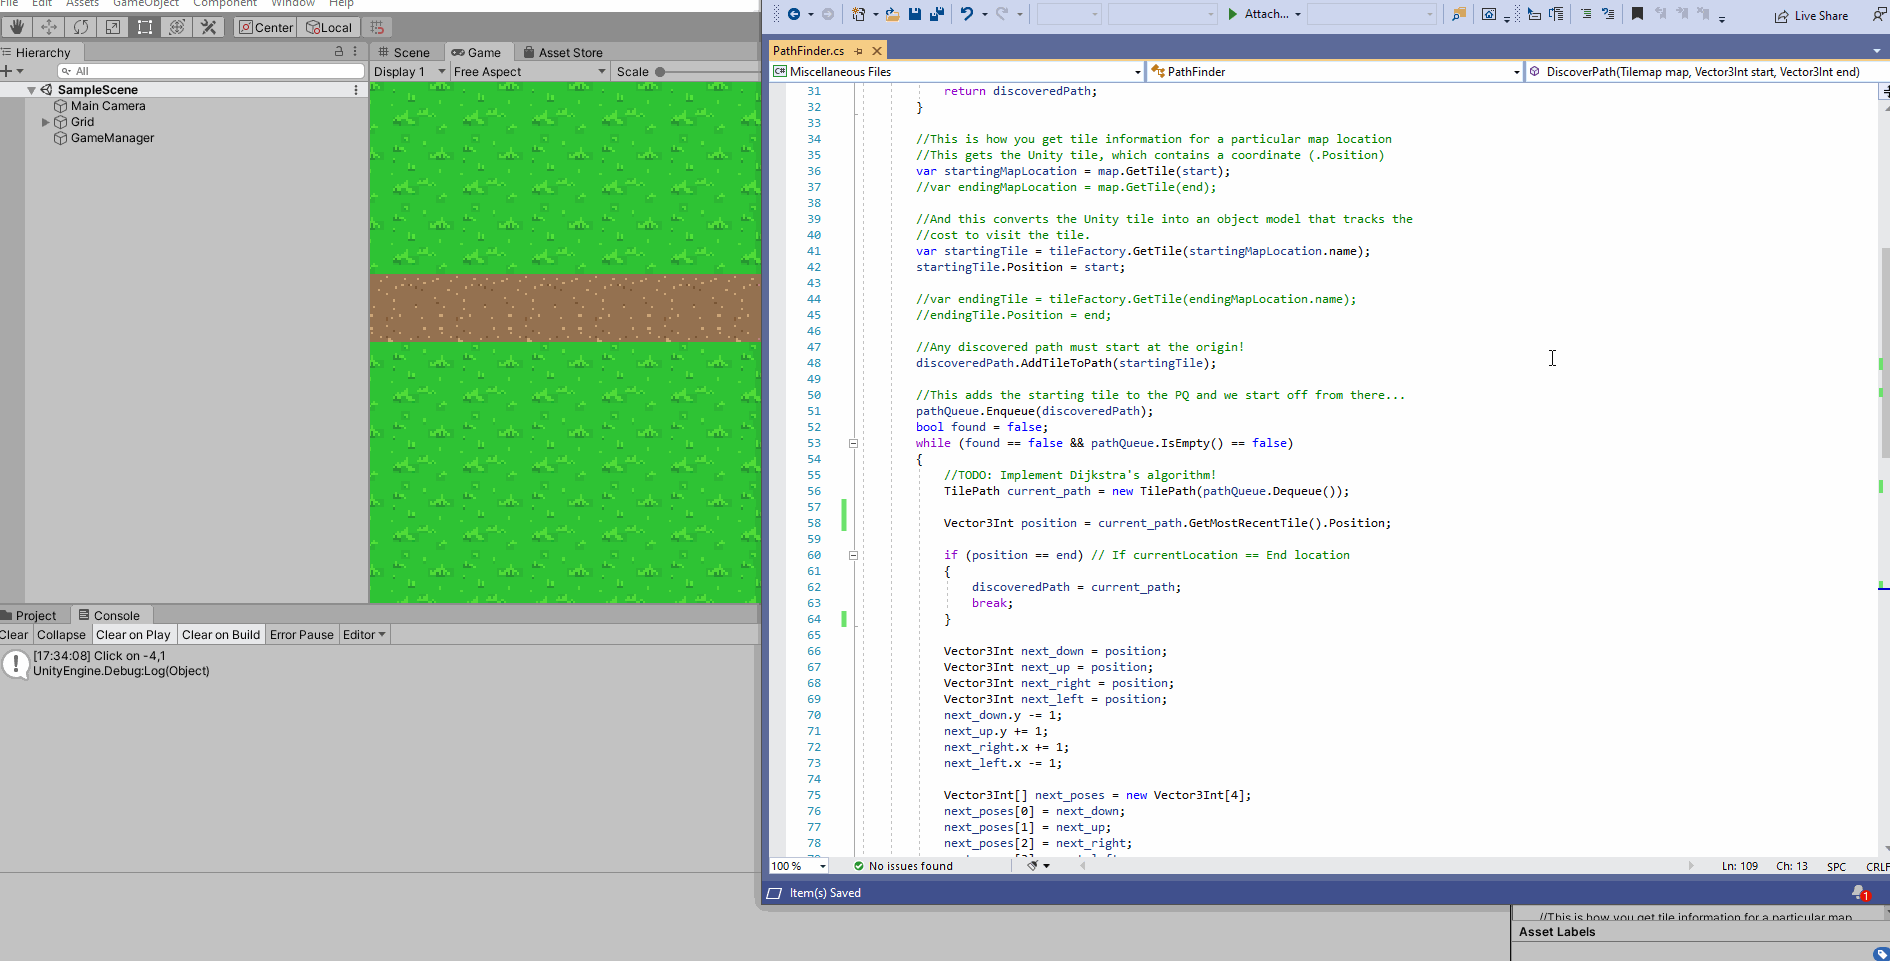 File Edit Assets GameObject Component Window Help
Center Local
Attach...
Live Share
Hierarchy
All
SampleScene
Main Camera
Grid
GameManager
Scene Game Asset Store
Display 1 Free Aspect Scale
PathFinder.cs
Miscellaneous Files PathFinder DiscoverPath(Tilemap map, Vector3Int start, Vector3Int end)
31 return discoveredPath;
32 }
33
34 //This is how you get tile information for a particular map location
35 //This gets the Unity tile, which contains a coordinate (.Position)
36 var startingMapLocation = map.GetTile(start);
37 //var endingMapLocation = map.GetTile(end);
38
39 //And this converts the Unity tile into an object model that tracks the
40 //cost to visit the tile.
41 var startingTile = tileFactory.GetTile(startingMapLocation.name);
42 startingTile.Position = start;
43
44 //var endingTile = tileFactory.GetTile(endingMapLocation.name);
45 //endingTile.Position = end;
46
47 //Any discovered path must start at the origin!
48 discoveredPath.AddTileToPath(startingTile);
49
50 //This adds the starting tile to the PQ and we start off from there...
51 pathQueue.Enqueue(discoveredPath);
52 bool found = false;
53 while (found == false && pathQueue.IsEmpty() == false)
54 {
55 //TODO: Implement Dijkstra's algorithm!
56 TilePath current_path = new TilePath(pathQueue.Dequeue());
57
58 Vector3Int position = current_path.GetMostRecentTile().Position;
59
60 if (position == end) // If currentLocation == End location
61 {
62 discoveredPath = current_path;
63 break;
64 }
65
66 Vector3Int next_down = position;
67 Vector3Int next_up = position;
68 Vector3Int next_right = position;
69 Vector3Int next_left = position;
70 next_down.y -= 1;
71 next_up.y += 1;
72 next_right.x += 1;
73 next_left.x -= 1;
74
75 Vector3Int[] next_poses = new Vector3Int[4];
76 next_poses[0] = next_down;
77 next_poses[1] = next_up;
78 next_poses[2] = next_right;
Project Console
Clear Collapse Clear on Play Clear on Build Error Pause Editor
[17:34:08] Click on -4,1
UnityEngine.Debug:Log(Object)
100 % No issues found Ln: 109 Ch: 13 SPC CRLF
Item(s) Saved 1
//This is how you get tile information for a particular map
Asset Labels